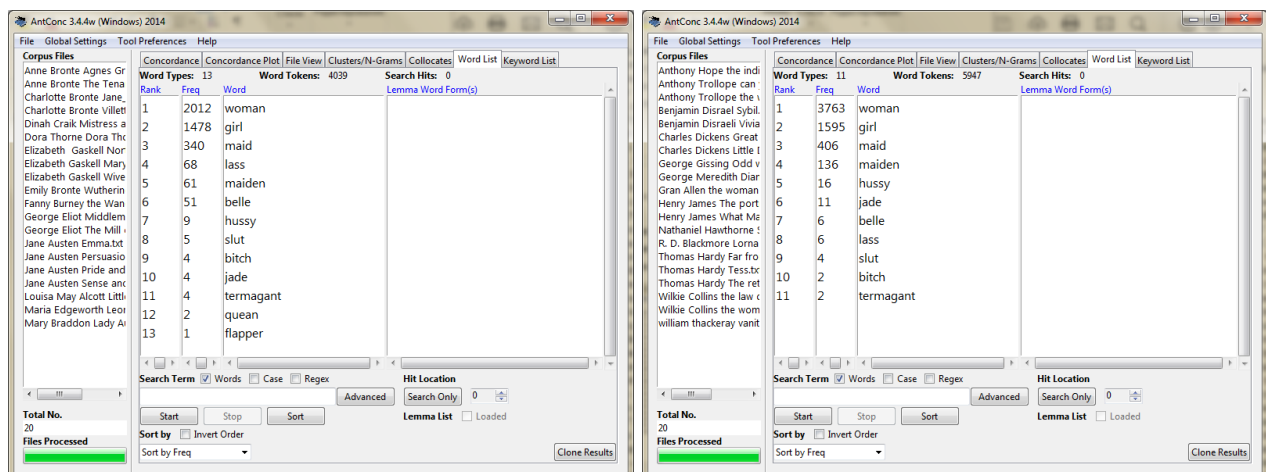 AntConc 3.4.4w (Windows) 2014
File Global Settings Tool Preferences Help
Corpus Files
Anne Bronte Agnes Gr
Anne Bronte The Tena
Charlotte Bronte Jane_
Charlotte Bronte Villett
Dinah Craik Mistress a
Dora Thorne Dora Tho
Elizabeth Gaskell Nor
Elizabeth Gaskell Mary
Elizabeth Gaskell Wive
Emily Bronte Wutherin
Fanny Burney the Wan
George Eliot Middlem
George Eliot The Mill
Jane Austen Emma.txt
Jane Austen Persuasio
Jane Austen Pride and
Jane Austen Sense and
Louisa May Alcott Little
Maria Edgeworth Leor
Mary Braddon Lady Au
Total No.
20
Files Processed
Concordance Concordance Plot File View Clusters/N-Grams Collocates Word List Keyword List
Word Types: 13 Word Tokens: 4039 Search Hits: 0
Rank Freq Word Lemma Word Form(s)
1 2012 woman
2 1478 girl
3 340 maid
4 68 lass
5 61 maiden
6 51 belle
7 9 hussy
8 5 slut
9 4 bitch
10 4 jade
11 4 termagant
12 2 quean
13 1 flapper
Search Term Words Case Regex Hit Location
Advanced Search Only 0
Start Stop Sort Lemma List Loaded
Sort by Invert Order
Sort by Freq Clone Results
AntConc 3.4.4w (Windows) 2014
File Global Settings Tool Preferences Help
Corpus Files
Anthony Hope the indi
Anthony Trollope can
Anthony Trollope the
Benjamin Disrael Sybil.
Benjamin Disraeli Vivia
Charles Dickens Great
Charles Dickens Little
George Gissing Odd w
George Meredith Diar
Gran Allen the woman
Henry James The port
Henry James What Ma
Nathaniel Hawthorne
R. D. Blackmore Lorna
Thomas Hardy Far fro
Thomas Hardy Tess.tx
Thomas Hardy The ret
Wilkie Collins the law
Wilkie Collins the wom
william thackeray vanit
Total No.
20
Files Processed
Concordance Concordance Plot File View Clusters/N-Grams Collocates Word List Keyword List
Word Types: 11 Word Tokens: 5947 Search Hits: 0
Rank Freq Word Lemma Word Form(s)
1 3763 woman
2 1595 girl
3 406 maid
4 136 maiden
5 16 hussy
6 11 jade
7 6 belle
8 6 lass
9 4 slut
10 2 bitch
11 2 termagant
Search Term Words Case Regex Hit Location
Advanced Search Only 0
Start Stop Sort Lemma List Loaded
Sort by Invert Order
Sort by Freq Clone Results